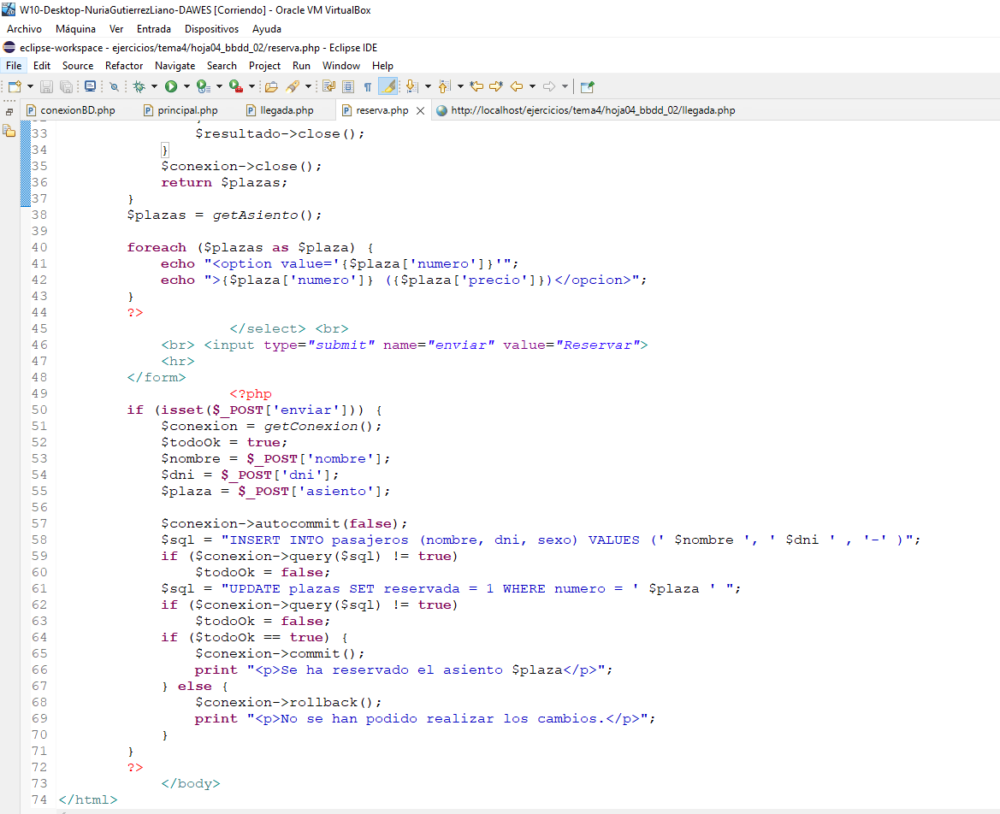 W10-Desktop-NuriaGutierrezLiano-DAWES [Corriendo] - Oracle VM VirtualBox
Archivo Máquina Ver Entrada Dispositivos Ayuda
eclipse-workspace - ejercicios/tema4/hoja04_bbdd_02/reserva.php - Eclipse IDE
File Edit Source Refactor Navigate Search Project Run Window Help
conexionBD.php principal.php llegada.php reserva.php http://localhost/ejercicios/tema4/hoja04_bbdd_02/llegada.php
33 $resultado->close();
34 }
35 $conexion->close();
36 return $plazas;
37 }
38 $plazas = getAsiento();
39
40 foreach ($plazas as $plaza) {
41 echo "<option value='{$plaza['numero']}'";
42 echo ">{$plaza['numero']} ({$plaza['precio']})</opcion>";
43 }
44 ?>
45 </select> <br>
46 <br> <input type="submit" name="enviar" value="Reservar">
47 <hr>
48 </form>
49 <?php
50 if (isset($_POST['enviar'])) {
51 $conexion = getConexion();
52 $todoOk = true;
53 $nombre = $_POST['nombre'];
54 $dni = $_POST['dni'];
55 $plaza = $_POST['asiento'];
56
57 $conexion->autocommit(false);
58 $sql = "INSERT INTO pasajeros (nombre, dni, sexo) VALUES (' $nombre ', ' $dni ' , '-' )";
59 if ($conexion->query($sql) != true)
60 $todoOk = false;
61 $sql = "UPDATE plazas SET reservada = 1 WHERE numero = ' $plaza ' ";
62 if ($conexion->query($sql) != true)
63 $todoOk = false;
64 if ($todoOk == true) {
65 $conexion->commit();
66 print "<p>Se ha reservado el asiento $plaza</p>";
67 } else {
68 $conexion->rollback();
69 print "<p>No se han podido realizar los cambios.</p>";
70 }
71 }
72 ?>
73 </body>
74 </html>